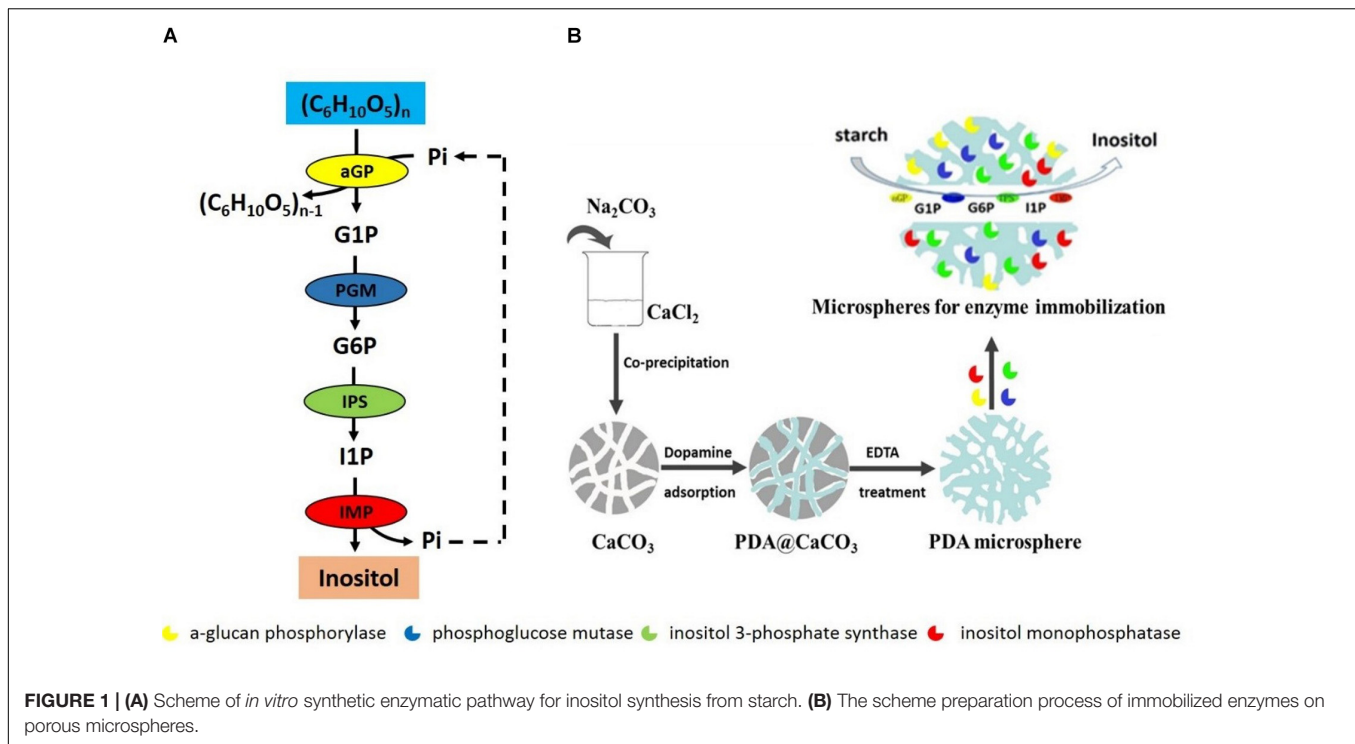 A
(C₆H₁₀O₅)ₙ
aGP
Pi
(C₆H₁₀O₅)ₙ₋₁
G1P
PGM
G6P
IPS
I1P
IMP
Pi
Inositol
B
Na₂CO₃
CaCl₂
Co-precipitation
CaCO₃
Dopamine
adsorption
PDA@CaCO₃
EDTA
treatment
PDA microsphere
starch
Inositol
aGP G1P G6P IPS I1P
Microspheres for enzyme immobilization
a-glucan phosphorylase phosphoglucose mutase inositol 3-phosphate synthase inositol monophosphatase
FIGURE 1 | (A) Scheme of in vitro synthetic enzymatic pathway for inositol synthesis from starch. (B) The scheme preparation process of immobilized enzymes on
porous microspheres.